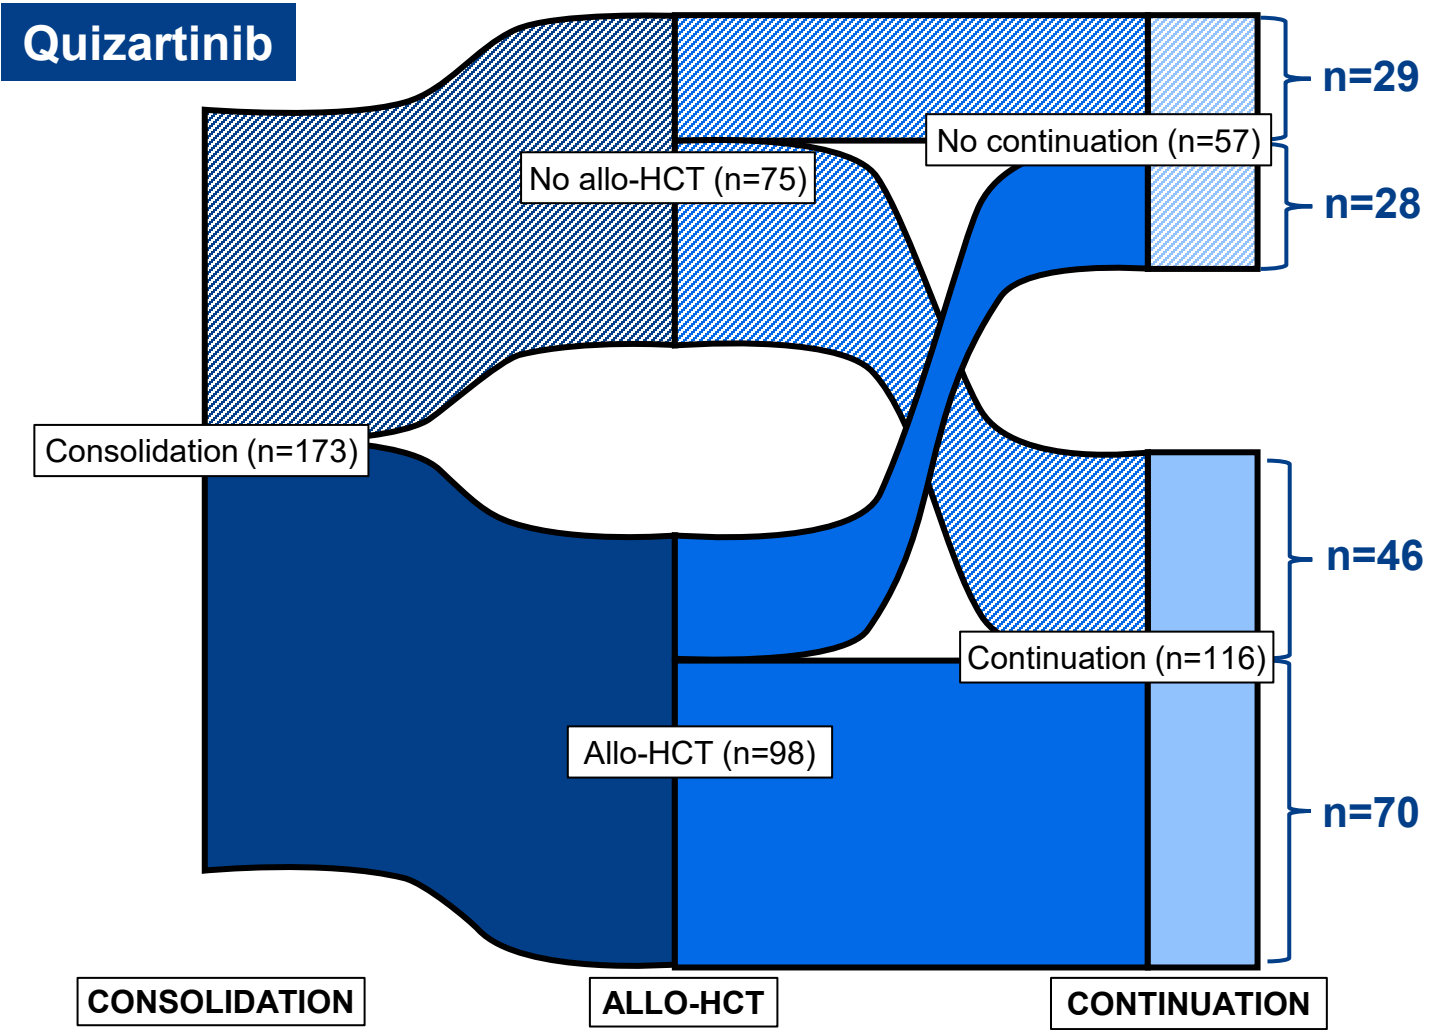 Quizartinib
n=29
No continuation (n=57)
No allo-HCT (n=75)
n=28
Consolidation (n=173)
n=46
Continuation (n=116)
Allo-HCT (n=98)
n=70
CONSOLIDATION
ALLO-HCT
CONTINUATION